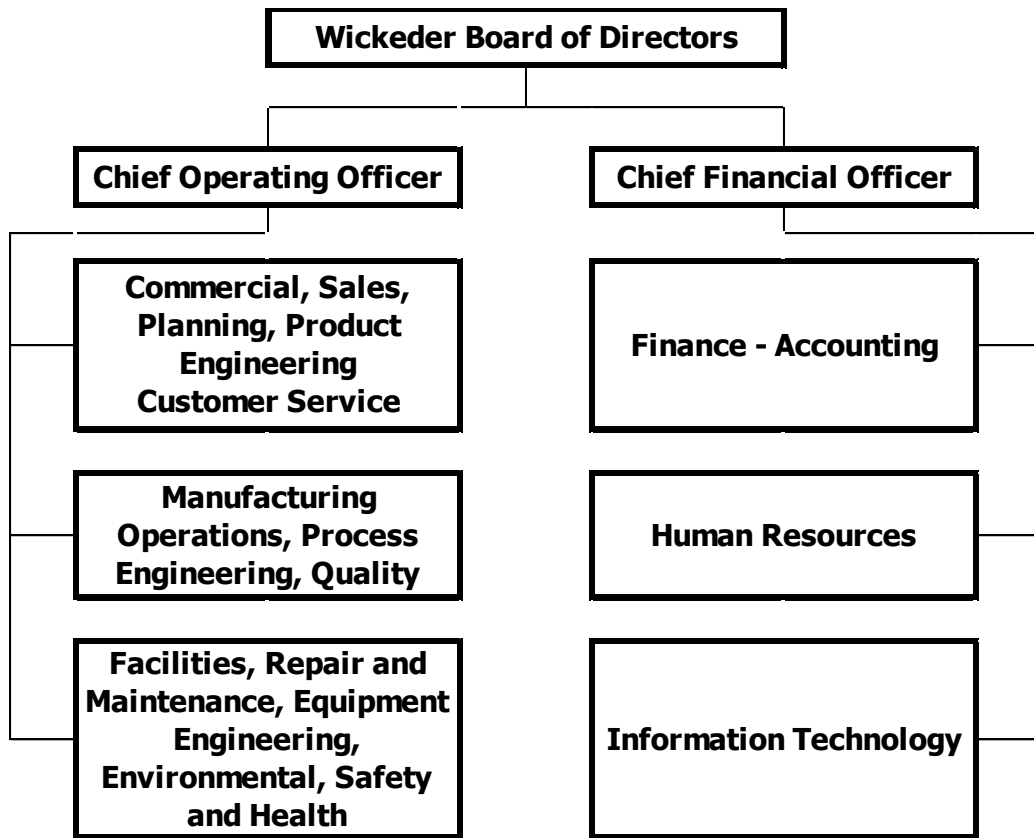 Wickeder Board of Directors
Chief Operating Officer
Chief Financial Officer
Commercial, Sales,
Planning, Product
Engineering
Customer Service
Finance - Accounting
Manufacturing
Operations, Process
Engineering, Quality
Human Resources
Facilities, Repair and
Maintenance, Equipment
Engineering,
Environmental, Safety
and Health
Information Technology